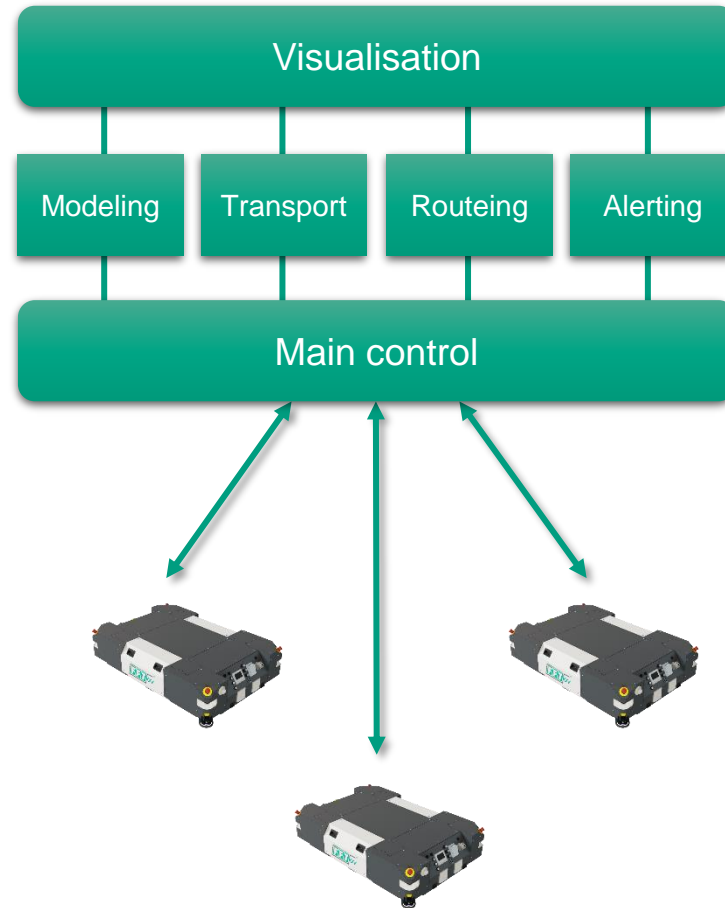 Visualisation
Modeling
Transport
Routeing
Alerting
Main control